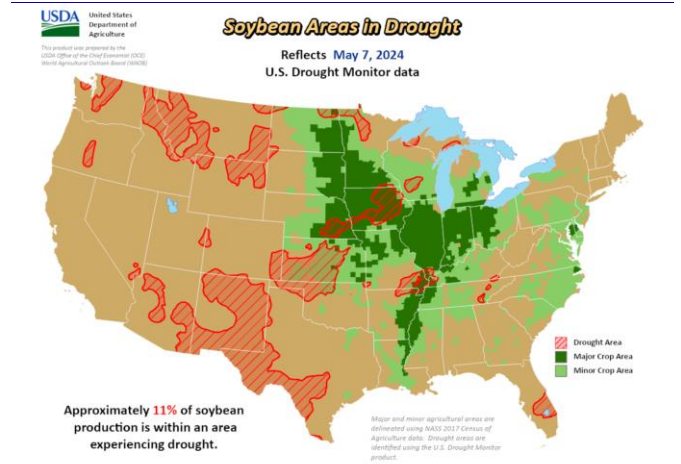 USDA
United States
Department of
Agriculture
This product was prepared by the
USDA Office of the Chief Economist (OCE)
World Agricultural Outlook Board (WAOB)
Soybean Areas in Drought
Reflects May 7, 2024
U.S. Drought Monitor data
Drought Area
Major Crop Area
Minor Crop Area
Approximately 11% of soybean
production is within an area
experiencing drought.
Major and minor agricultural areas are
delineated using NASS 2017 Census of
Agriculture data. Drought areas are
identified using the U.S. Drought Monitor
product.